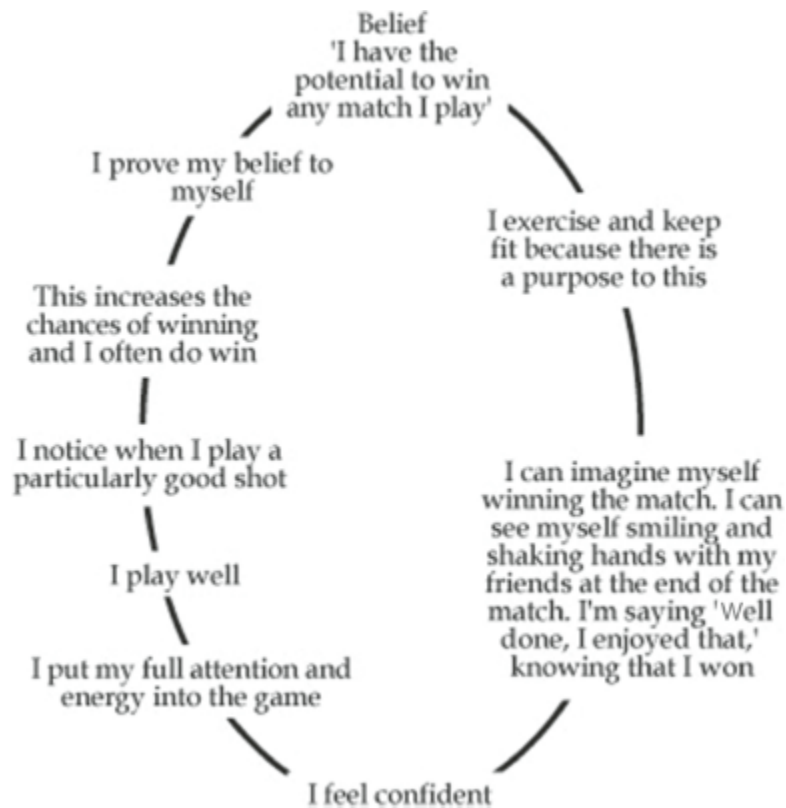 Belief
'I have the
potential to win
any match I play'
I exercise and keep
fit because there is
a purpose to this
I can imagine myself
winning the match. I can
see myself smiling and
shaking hands with my
friends at the end of the
match. I'm saying 'Well
done, I enjoyed that,'
knowing that I won
I feel confident
I put my full attention and
energy into the game
I play well
I notice when I play a
particularly good shot
This increases the
chances of winning
and I often do win
I prove my belief to
myself